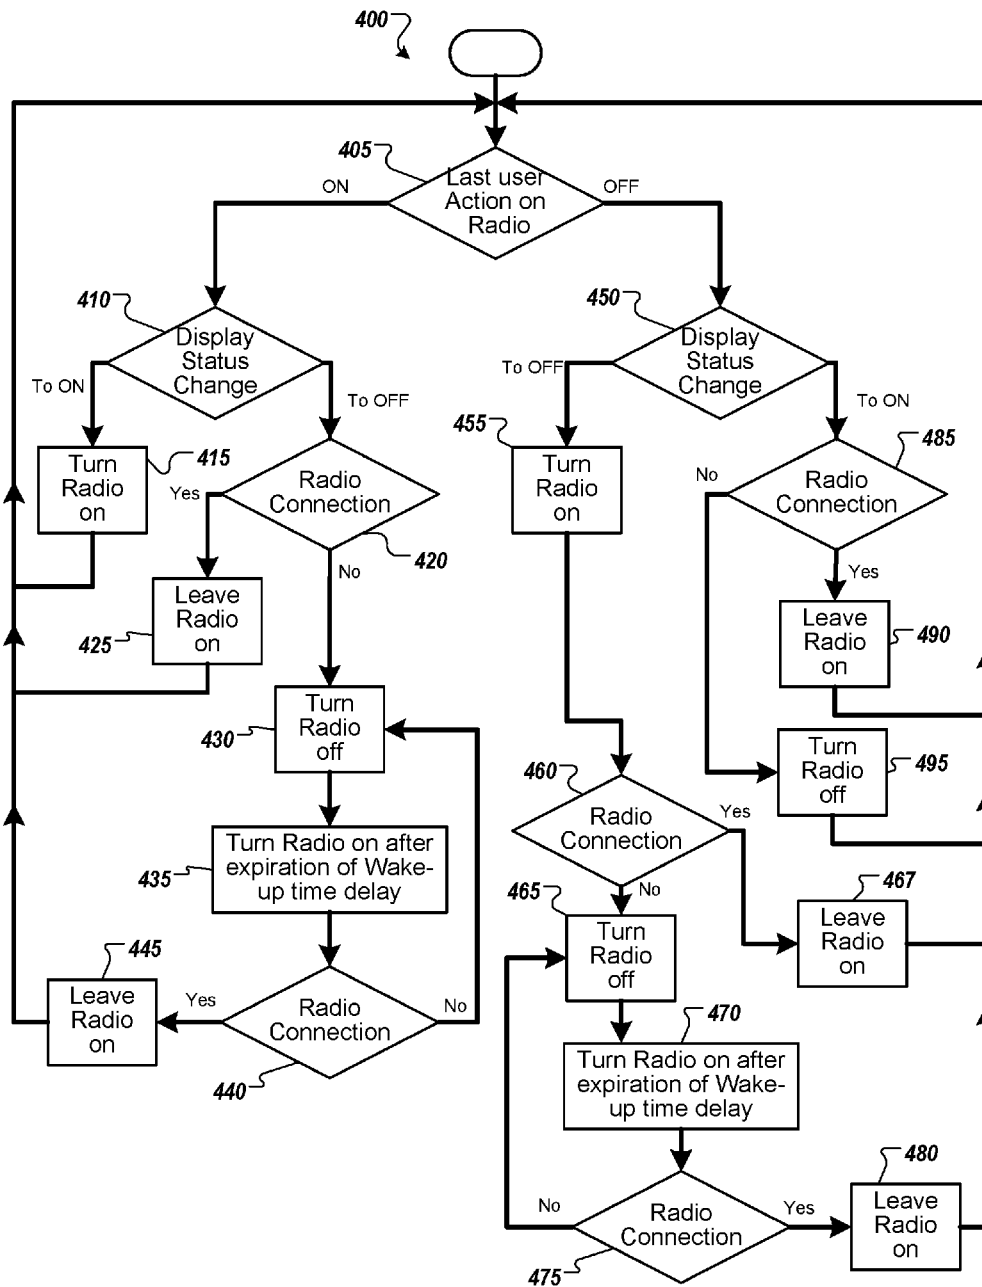 400
405
Last user
Action on
Radio
ON
OFF
410
Display
Status
Change
450
Display
Status
Change
To ON
To OFF
To OFF
To ON
415
Turn
Radio
on
420
Radio
Connection
Yes
No
455
Turn
Radio
on
485
Radio
Connection
No
Yes
425
Leave
Radio
on
490
Leave
Radio
on
430
Turn
Radio
off
495
Turn
Radio
off
435
Turn Radio on after
expiration of Wake-
up time delay
460
Radio
Connection
Yes
No
467
Leave
Radio
on
465
Turn
Radio
off
445
Leave
Radio
on
Yes
440
Radio
Connection
No
470
Turn Radio on after
expiration of Wake-
up time delay
475
Radio
Connection
No
Yes
480
Leave
Radio
on